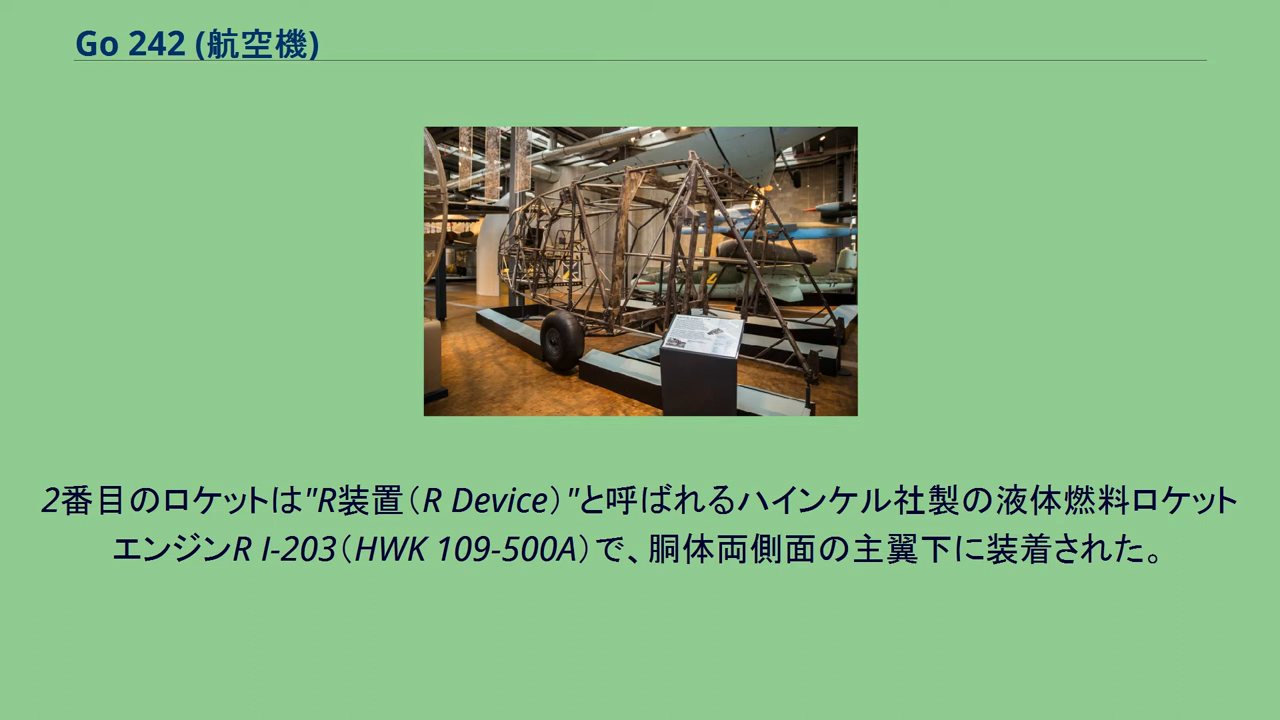 Go 242 (航空機)
2番目のロケットは"R装置（R Device）"と呼ばれるハインケル社製の液体燃料ロケット
エンジンR I-203（HWK 109-500A）で、胴体両側面の主翼下に装着された。